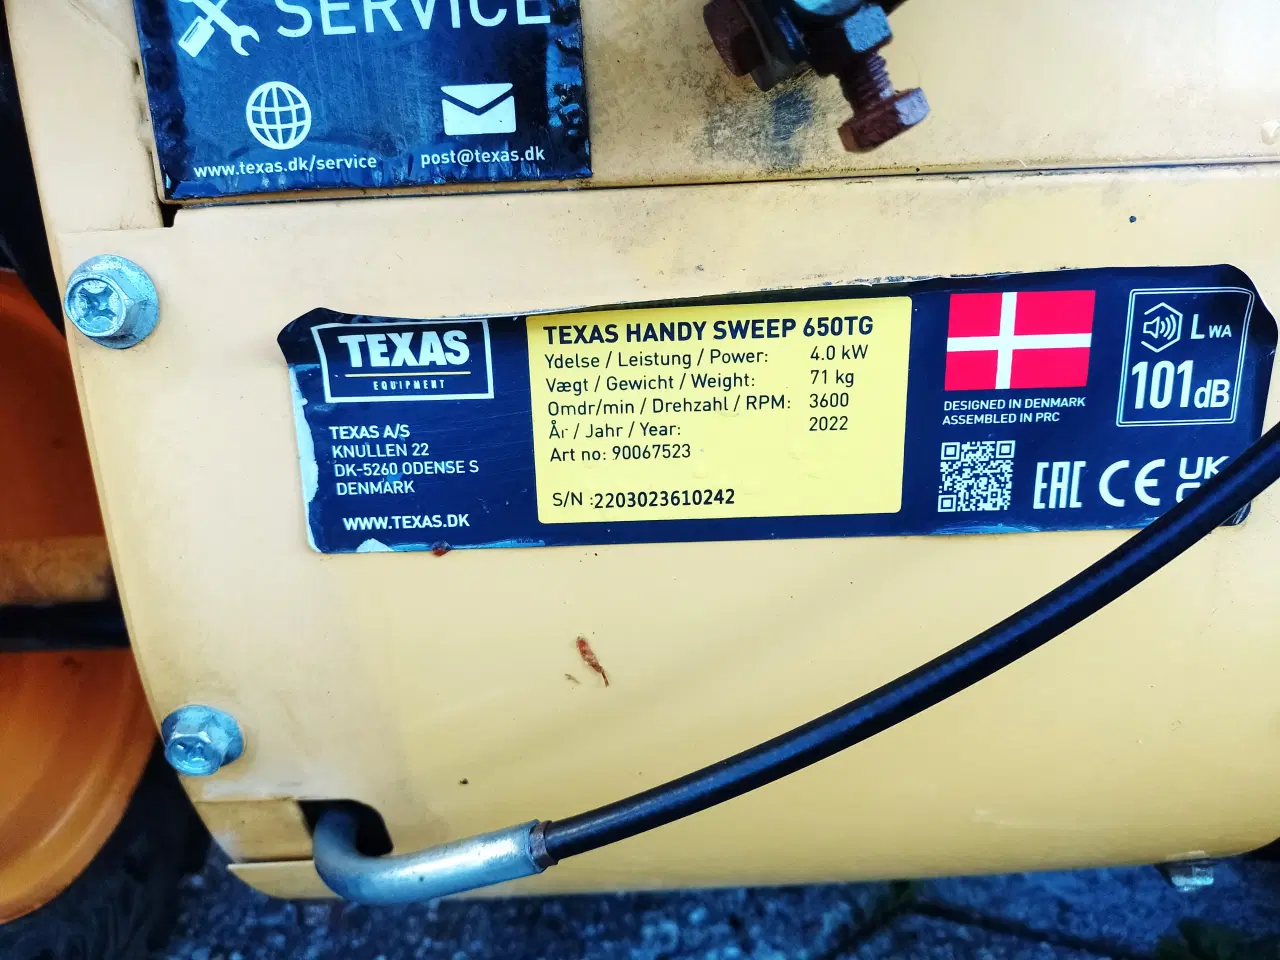 SERVICE
www.texas.dk/service
post@texas.dk
TEXAS
EQUIPMENT
TEXAS A/S
KNULLEN 22
DK-5260 ODENSE S
DENMARK
WWW.TEXAS.DK
TEXAS HANDY SWEEP 650TG
Ydelse / Leistung / Power: 4.0 kW
Vægt / Gewicht / Weight: 71 kg
Omdr/min / Drehzahl / RPM: 3600
År / Jahr / Year: 2022
Art no: 90067523
S/N :2203023610242
DESIGNED IN DENMARK
ASSEMBLED IN PRC
EAC CE UK
LWA
101dB